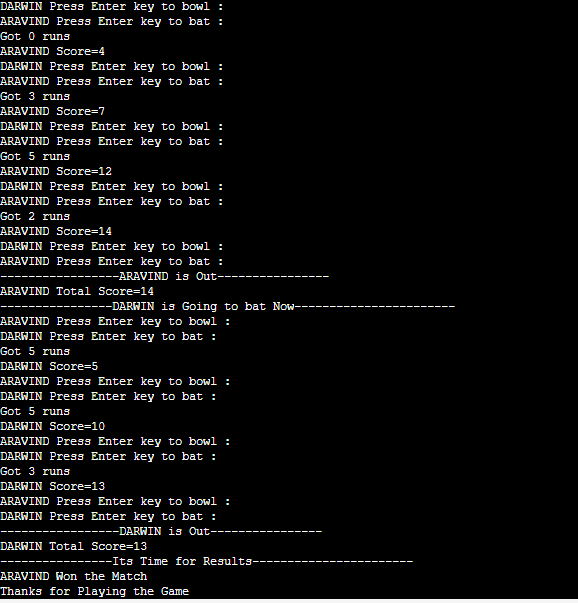 DARWIN Press Enter key to bowl :
ARAVIND Press Enter key to bat :
Got 0 runs
ARAVIND Score=4
DARWIN Press Enter key to bowl :
ARAVIND Press Enter key to bat :
Got 3 runs
ARAVIND Score=7
DARWIN Press Enter key to bowl :
ARAVIND Press Enter key to bat :
Got 5 runs
ARAVIND Score=12
DARWIN Press Enter key to bowl :
ARAVIND Press Enter key to bat :
Got 2 runs
ARAVIND Score=14
DARWIN Press Enter key to bowl :
ARAVIND Press Enter key to bat :
-----------------ARAVIND is Out----------------
ARAVIND Total Score=14
----------------DARWIN is Going to bat Now-----------------------
ARAVIND Press Enter key to bowl :
DARWIN Press Enter key to bat :
Got 5 runs
DARWIN Score=5
ARAVIND Press Enter key to bowl :
DARWIN Press Enter key to bat :
Got 5 runs
DARWIN Score=10
ARAVIND Press Enter key to bowl :
DARWIN Press Enter key to bat :
Got 3 runs
DARWIN Score=13
ARAVIND Press Enter key to bowl :
DARWIN Press Enter key to bat :
-----------------DARWIN is Out----------------
DARWIN Total Score=13
----------------Its Time for Results-----------------------
ARAVIND Won the Match
Thanks for Playing the Game